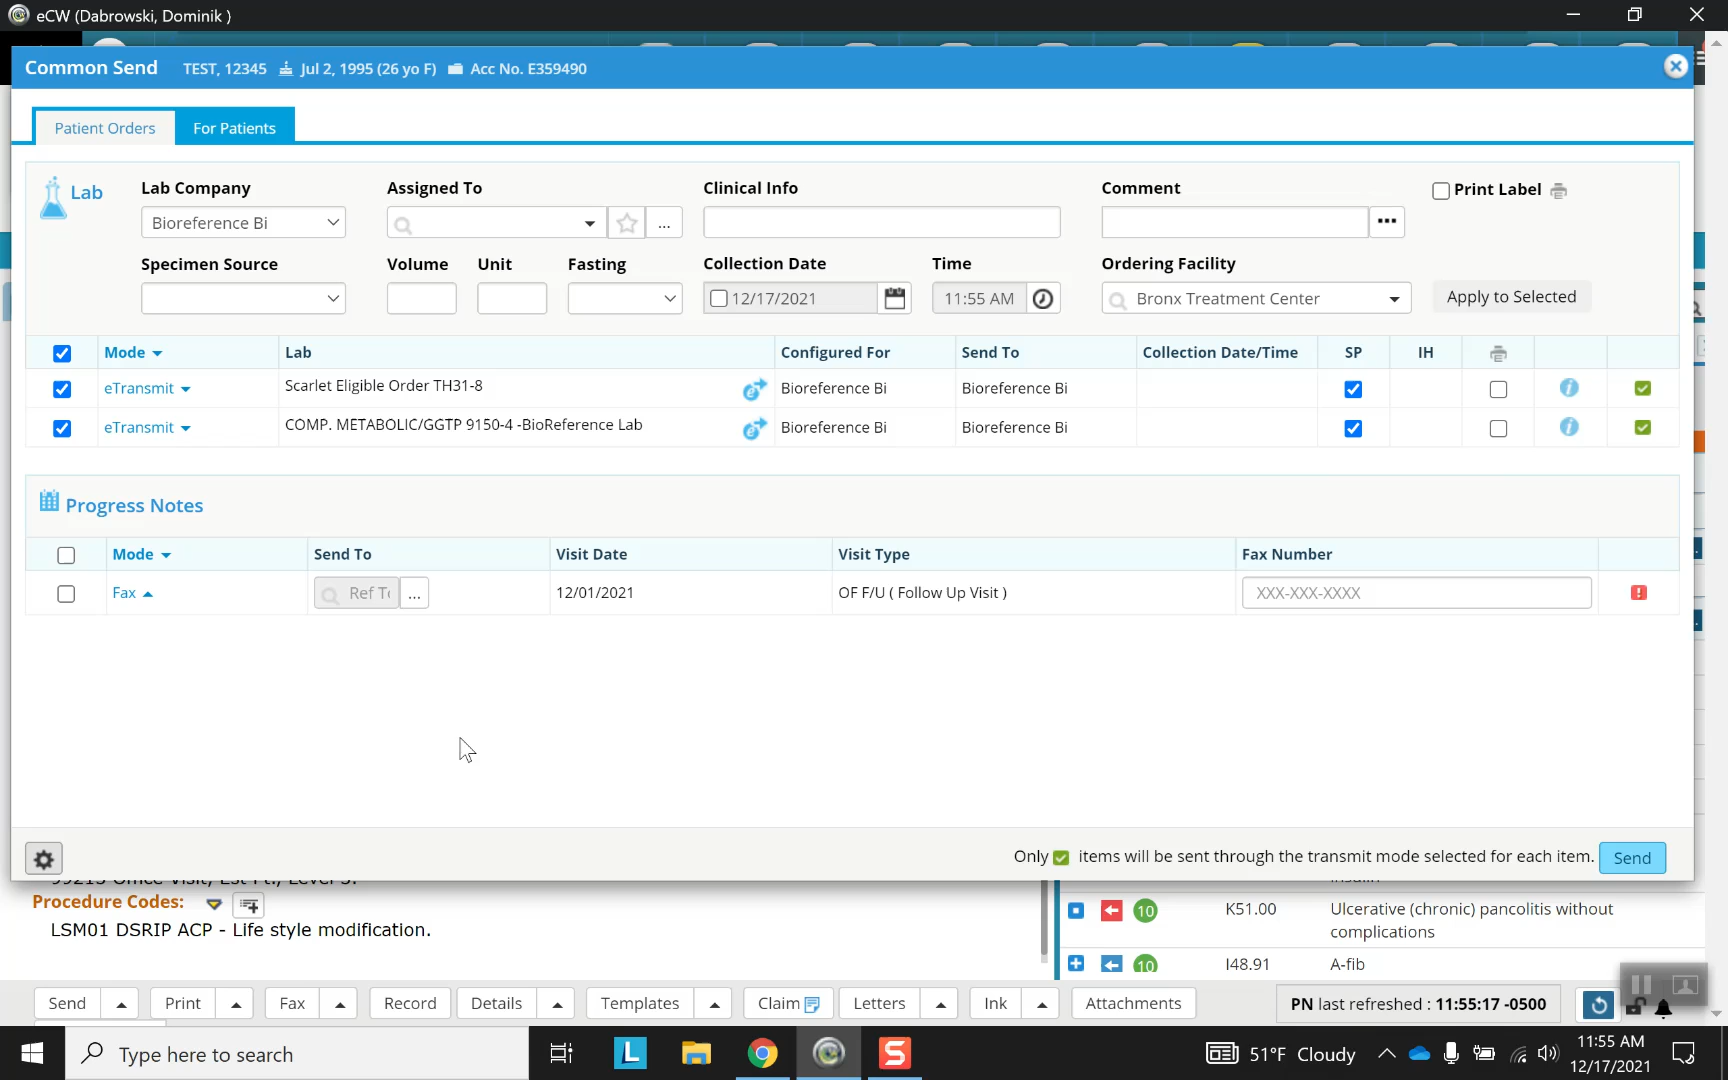 eCW (Dabrowski, Dominik )
Common Send TEST, 12345 Jul 2, 1995 (26 yo F) Acc No. E359490
Patient Orders For Patients
Lab Lab Company Assigned To Clinical Info Comment Print Label
Bioreference Bi ... •••
Specimen Source Volume Unit Fasting Collection Date Time Ordering Facility
12/17/2021 11:55 AM Bronx Treatment Center Apply to Selected
Mode Lab Configured For Send To Collection Date/Time SP IH
eTransmit Scarlet Eligible Order TH31-8 Bioreference Bi Bioreference Bi
eTransmit COMP. METABOLIC/GGTP 9150-4 -BioReference Lab Bioreference Bi Bioreference Bi
Progress Notes
Mode Send To Visit Date Visit Type Fax Number
Fax Ref ... 12/01/2021 OF F/U ( Follow Up Visit ) XXX-XXX-XXXX
Only items will be sent through the transmit mode selected for each item. Send
99213 Office Visit, Est Pt., Level 3.
Procedure Codes:
LSM01 DSRIP ACP - Life style modification.
insulin
10 K51.00 Ulcerative (chronic) pancolitis without
complications
10 I48.91 A-fib
Send Print Fax Record Details Templates Claim Letters Ink Attachments PN last refreshed : 11:55:17 -0500
Type here to search L S 51°F Cloudy 11:55 AM
12/17/2021